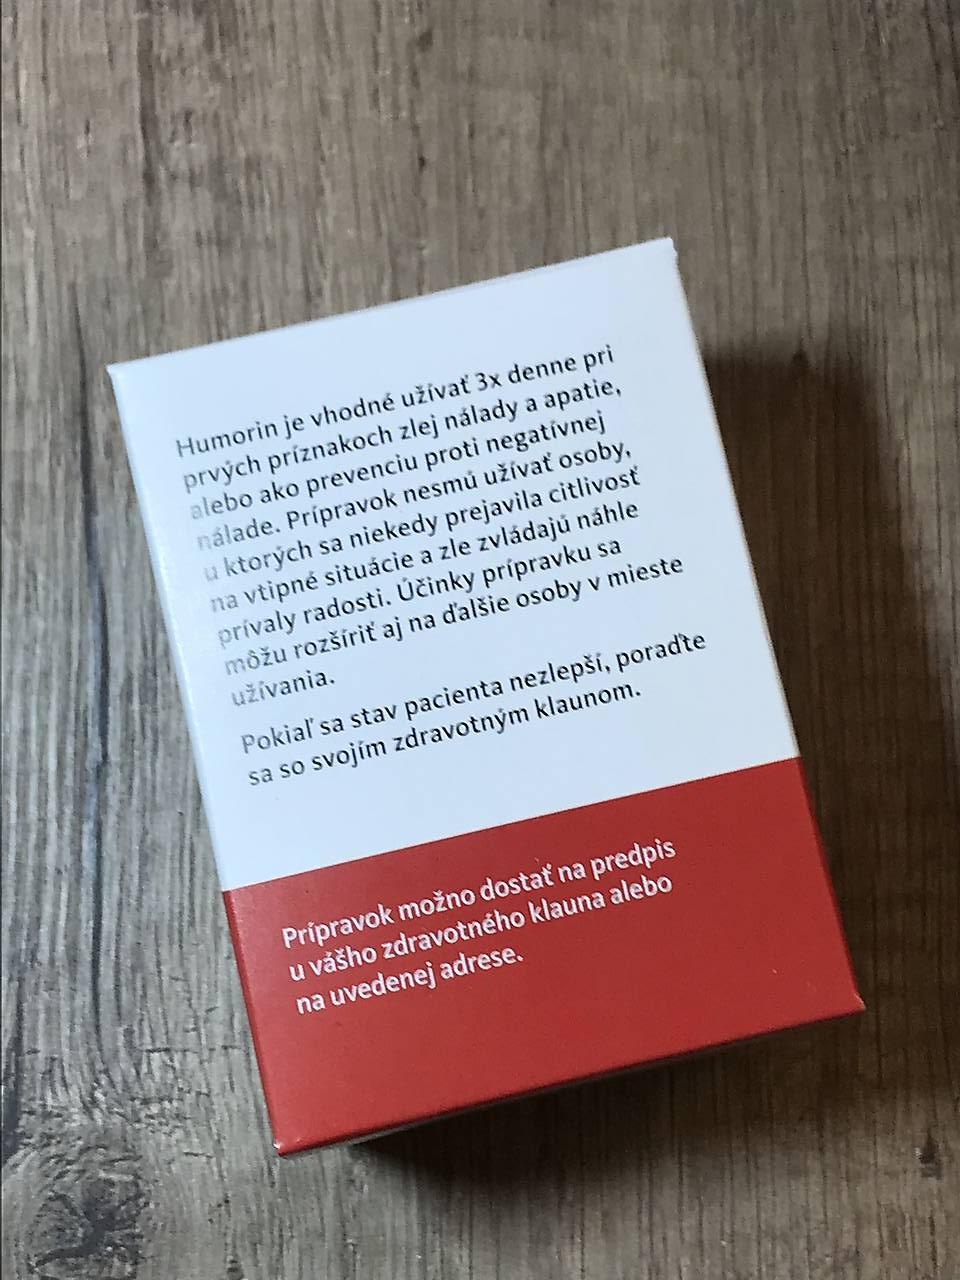 Humorin je vhodné užívať 3x denne pri
prvých príznakoch zlej nálady a apatie,
alebo ako prevenciu proti negatívnej
nálade. Prípravok nesmú užívať osoby,
u ktorých sa niekedy prejavila citlivosť
na vtipné situácie a zle zvládajú náhle
prívaly radosti. Účinky prípravku sa
môžu rozšíriť aj na ďalšie osoby v mieste
užívania.
Pokiaľ sa stav pacienta nezlepší, poraďte
sa so svojím zdravotným klaunom.
Prípravok možno dostať na predpis
u vášho zdravotného klauna alebo
na uvedenej adrese.